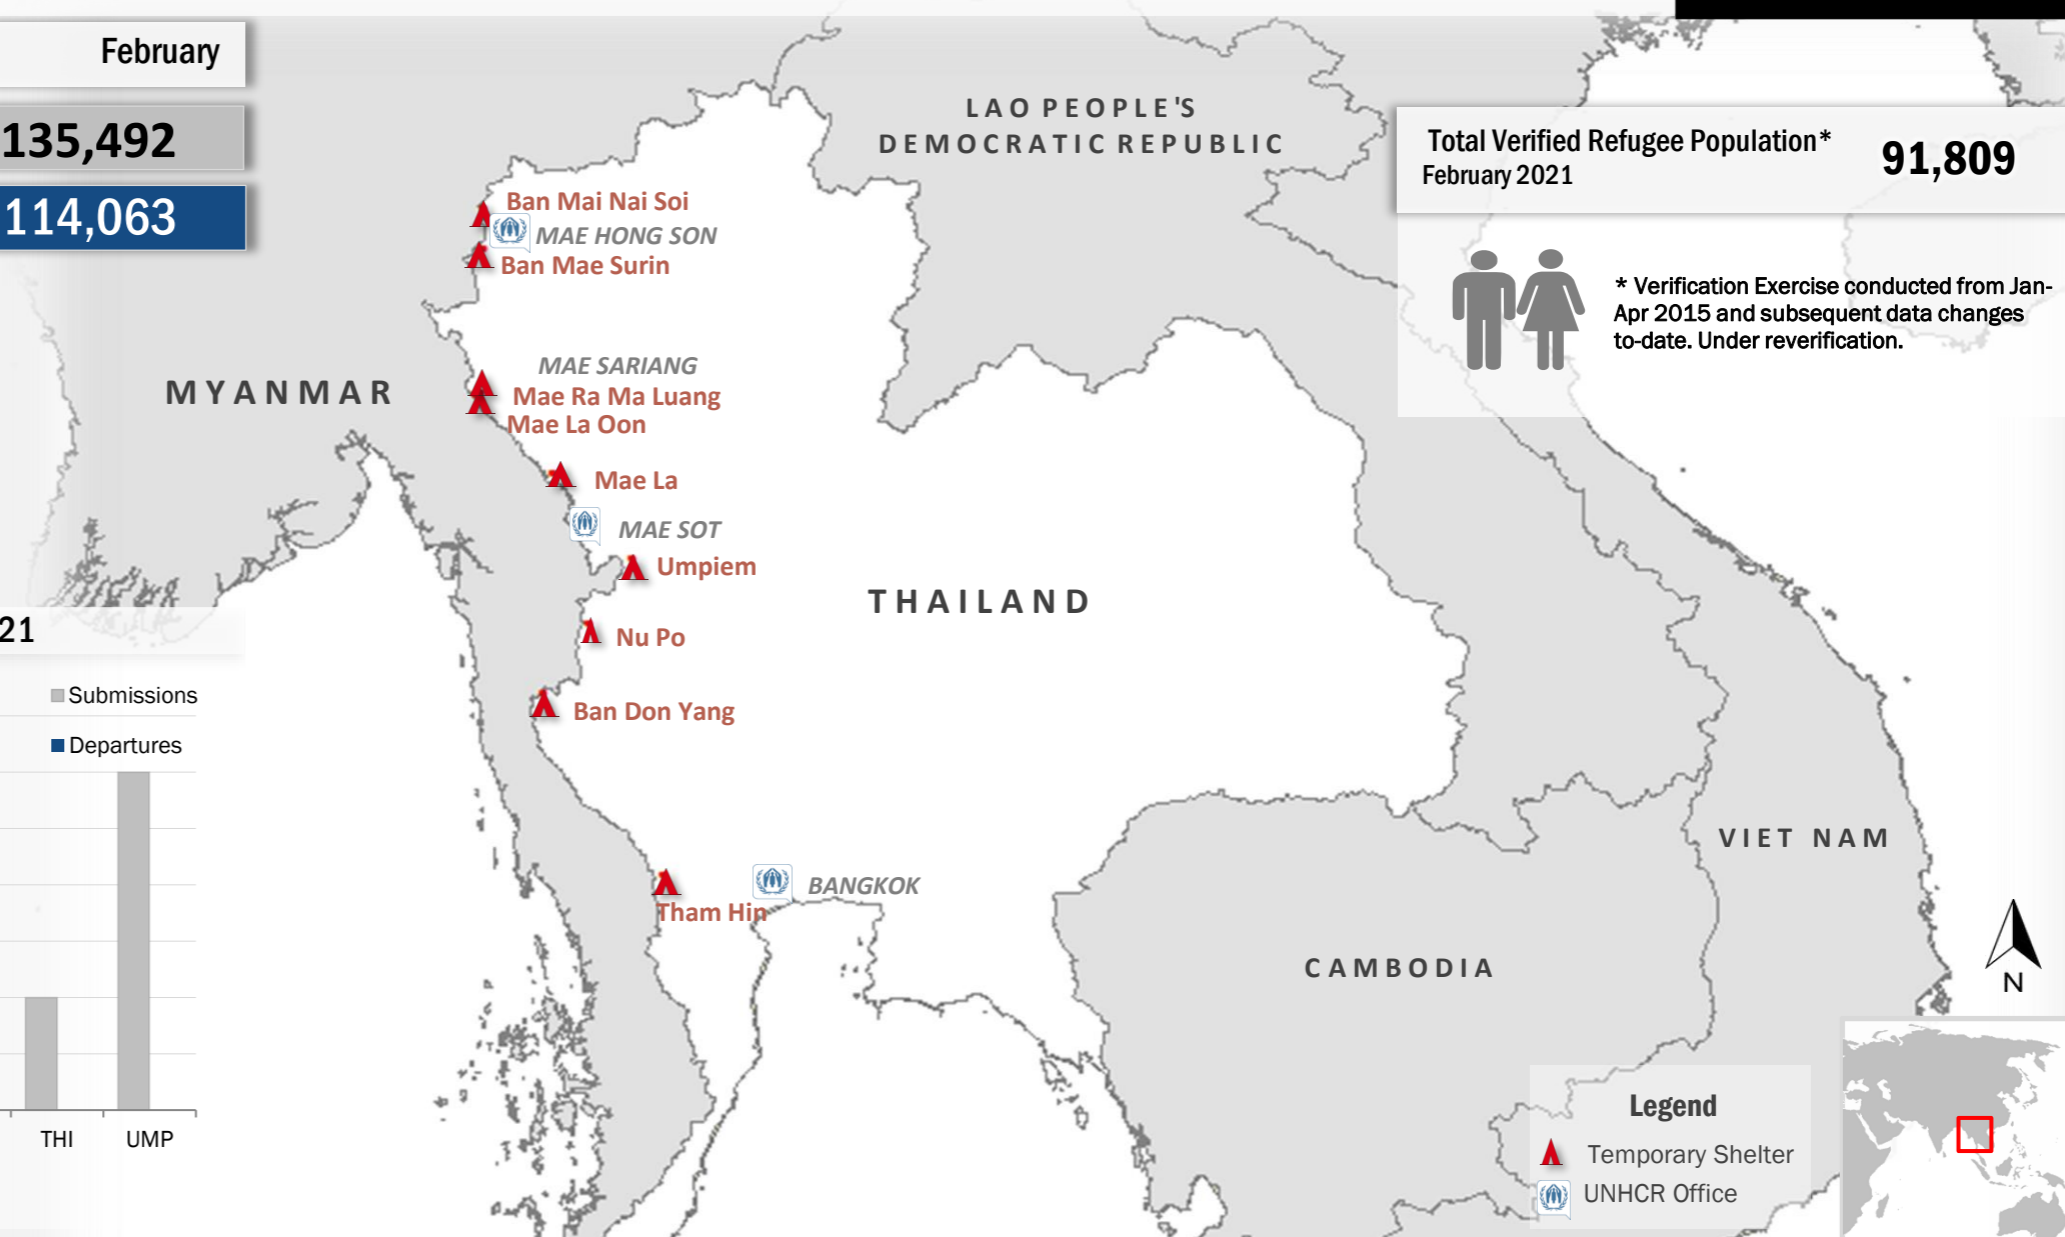 February
135,492
114,063
LAO PEOPLE'S
DEMOCRATIC REPUBLIC
Total Verified Refugee Population*
February 2021
91,809
* Verification Exercise conducted from Jan-
Apr 2015 and subsequent data changes
to-date. Under reverification.
Ban Mai Nai Soi
MAE HONG SON
Ban Mae Surin
MYANMAR
MAE SARIANG
Mae Ra Ma Luang
Mae La Oon
Mae La
MAE SOT
Umpiem
THAILAND
Nu Po
Ban Don Yang
21
Submissions
Departures
THI
UMP
BANGKOK
Tham Hin
VIET NAM
CAMBODIA
N
Legend
Temporary Shelter
UNHCR Office